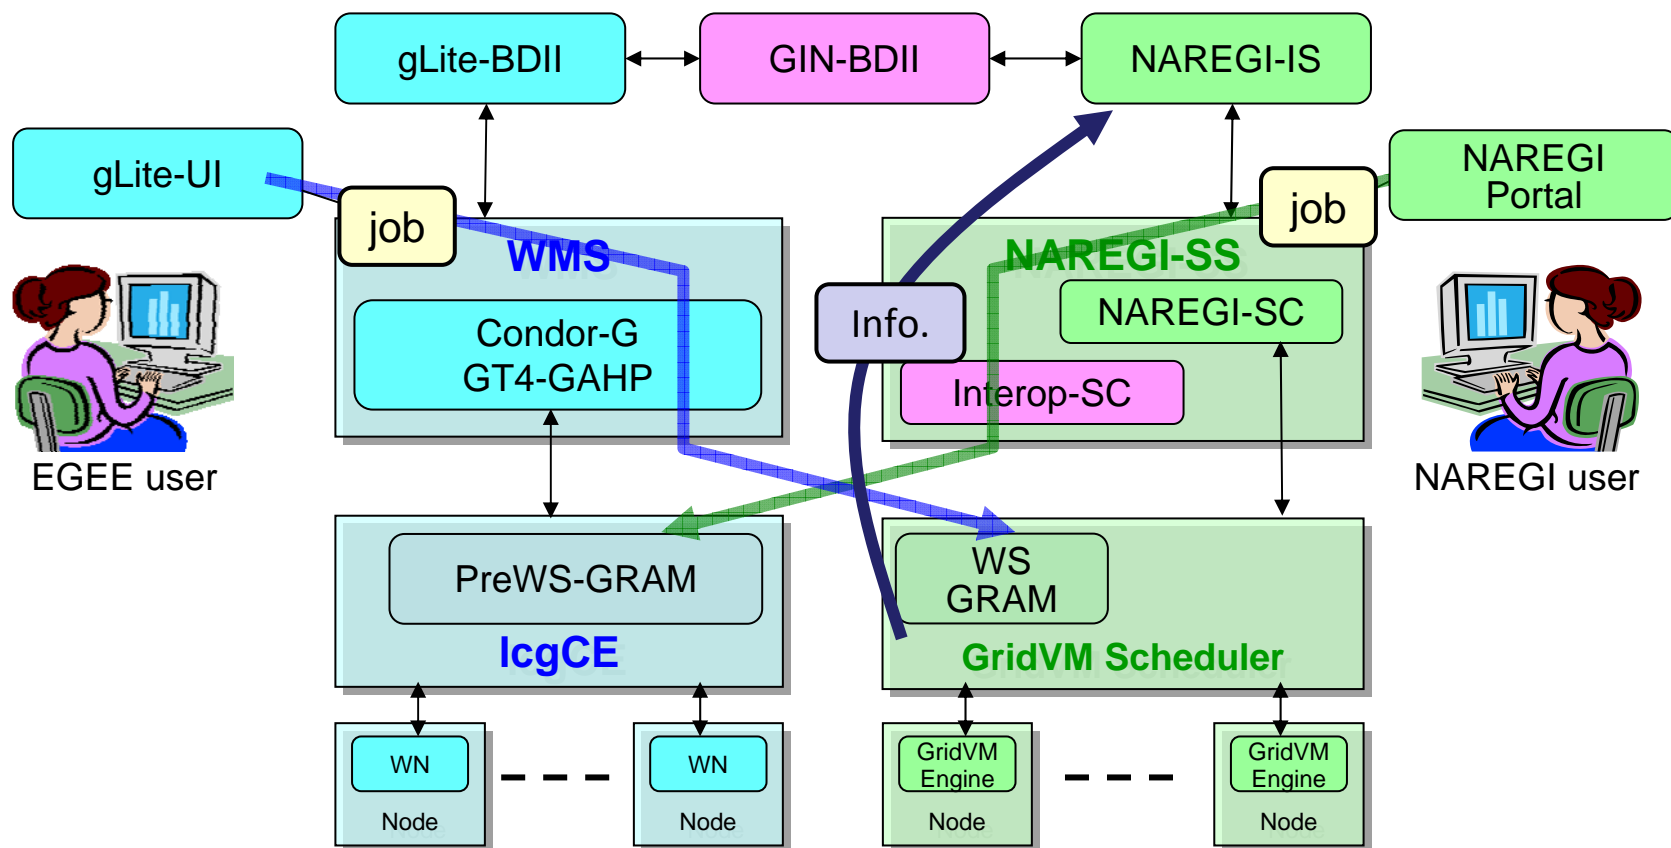 gLite-BDII
GIN-BDII
NAREGI-IS
gLite-UI
NAREGI
Portal
job
job
WMS
NAREGI-SS
Condor-G
GT4-GAHP
Info.
NAREGI-SC
Interop-SC
EGEE user
NAREGI user
PreWS-GRAM
lcgCE
WS
GRAM
GridVM Scheduler
WN
Node
WN
Node
GridVM
Engine
Node
GridVM
Engine
Node